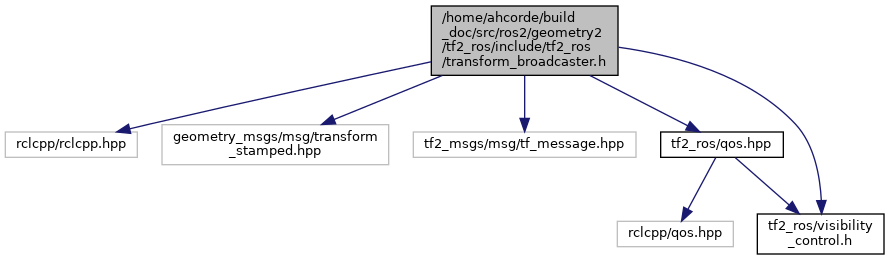 /home/ahcorde/build
_doc/src/ros2/geometry2
/tf2_ros/include/tf2_ros
/transform_broadcaster.h
rclcpp/rclcpp.hpp
geometry_msgs/msg/transform
_stamped.hpp
tf2_msgs/msg/tf_message.hpp
tf2_ros/qos.hpp
rclcpp/qos.hpp
tf2_ros/visibility
_control.h